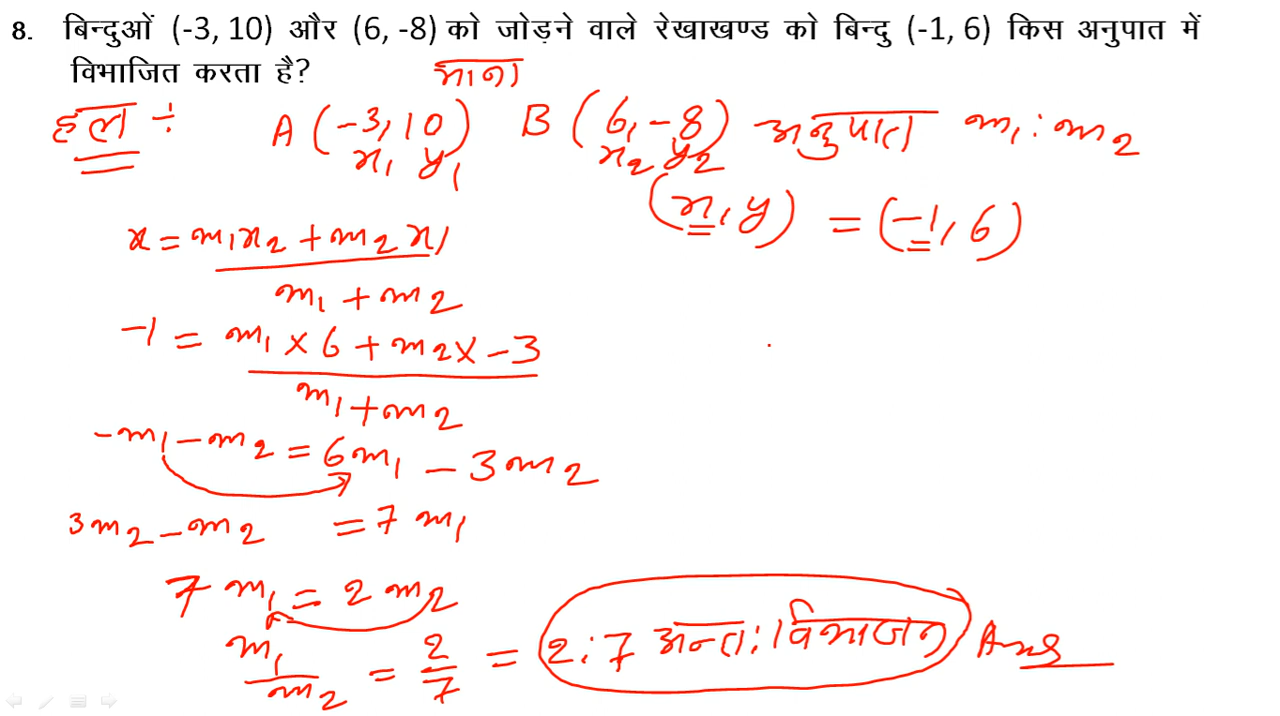 8. बिन्दुओं (-3, 10) और (6, -8) को जोड़ने वाले रेखाखण्ड को बिन्दु (-1, 6) किस अनुपात में
विभाजित करता है?
माना
हल ÷ A (-3, 10) B (6, -8) अनुपात m₁ : m₂
x₁ y₁ x₂ y₂
(x, y) = (-1, 6)
x = m₁x₂ + m₂x₁
m₁ + m₂
-1 = m₁ × 6 + m₂ × -3
m₁ + m₂
-m₁ - m₂ = 6m₁ - 3m₂
3m₂ - m₂ = 7m₁
7m₁ = 2m₂
m₁/m₂ = 2/7 = 2:7 अन्तः विभाजन Ans